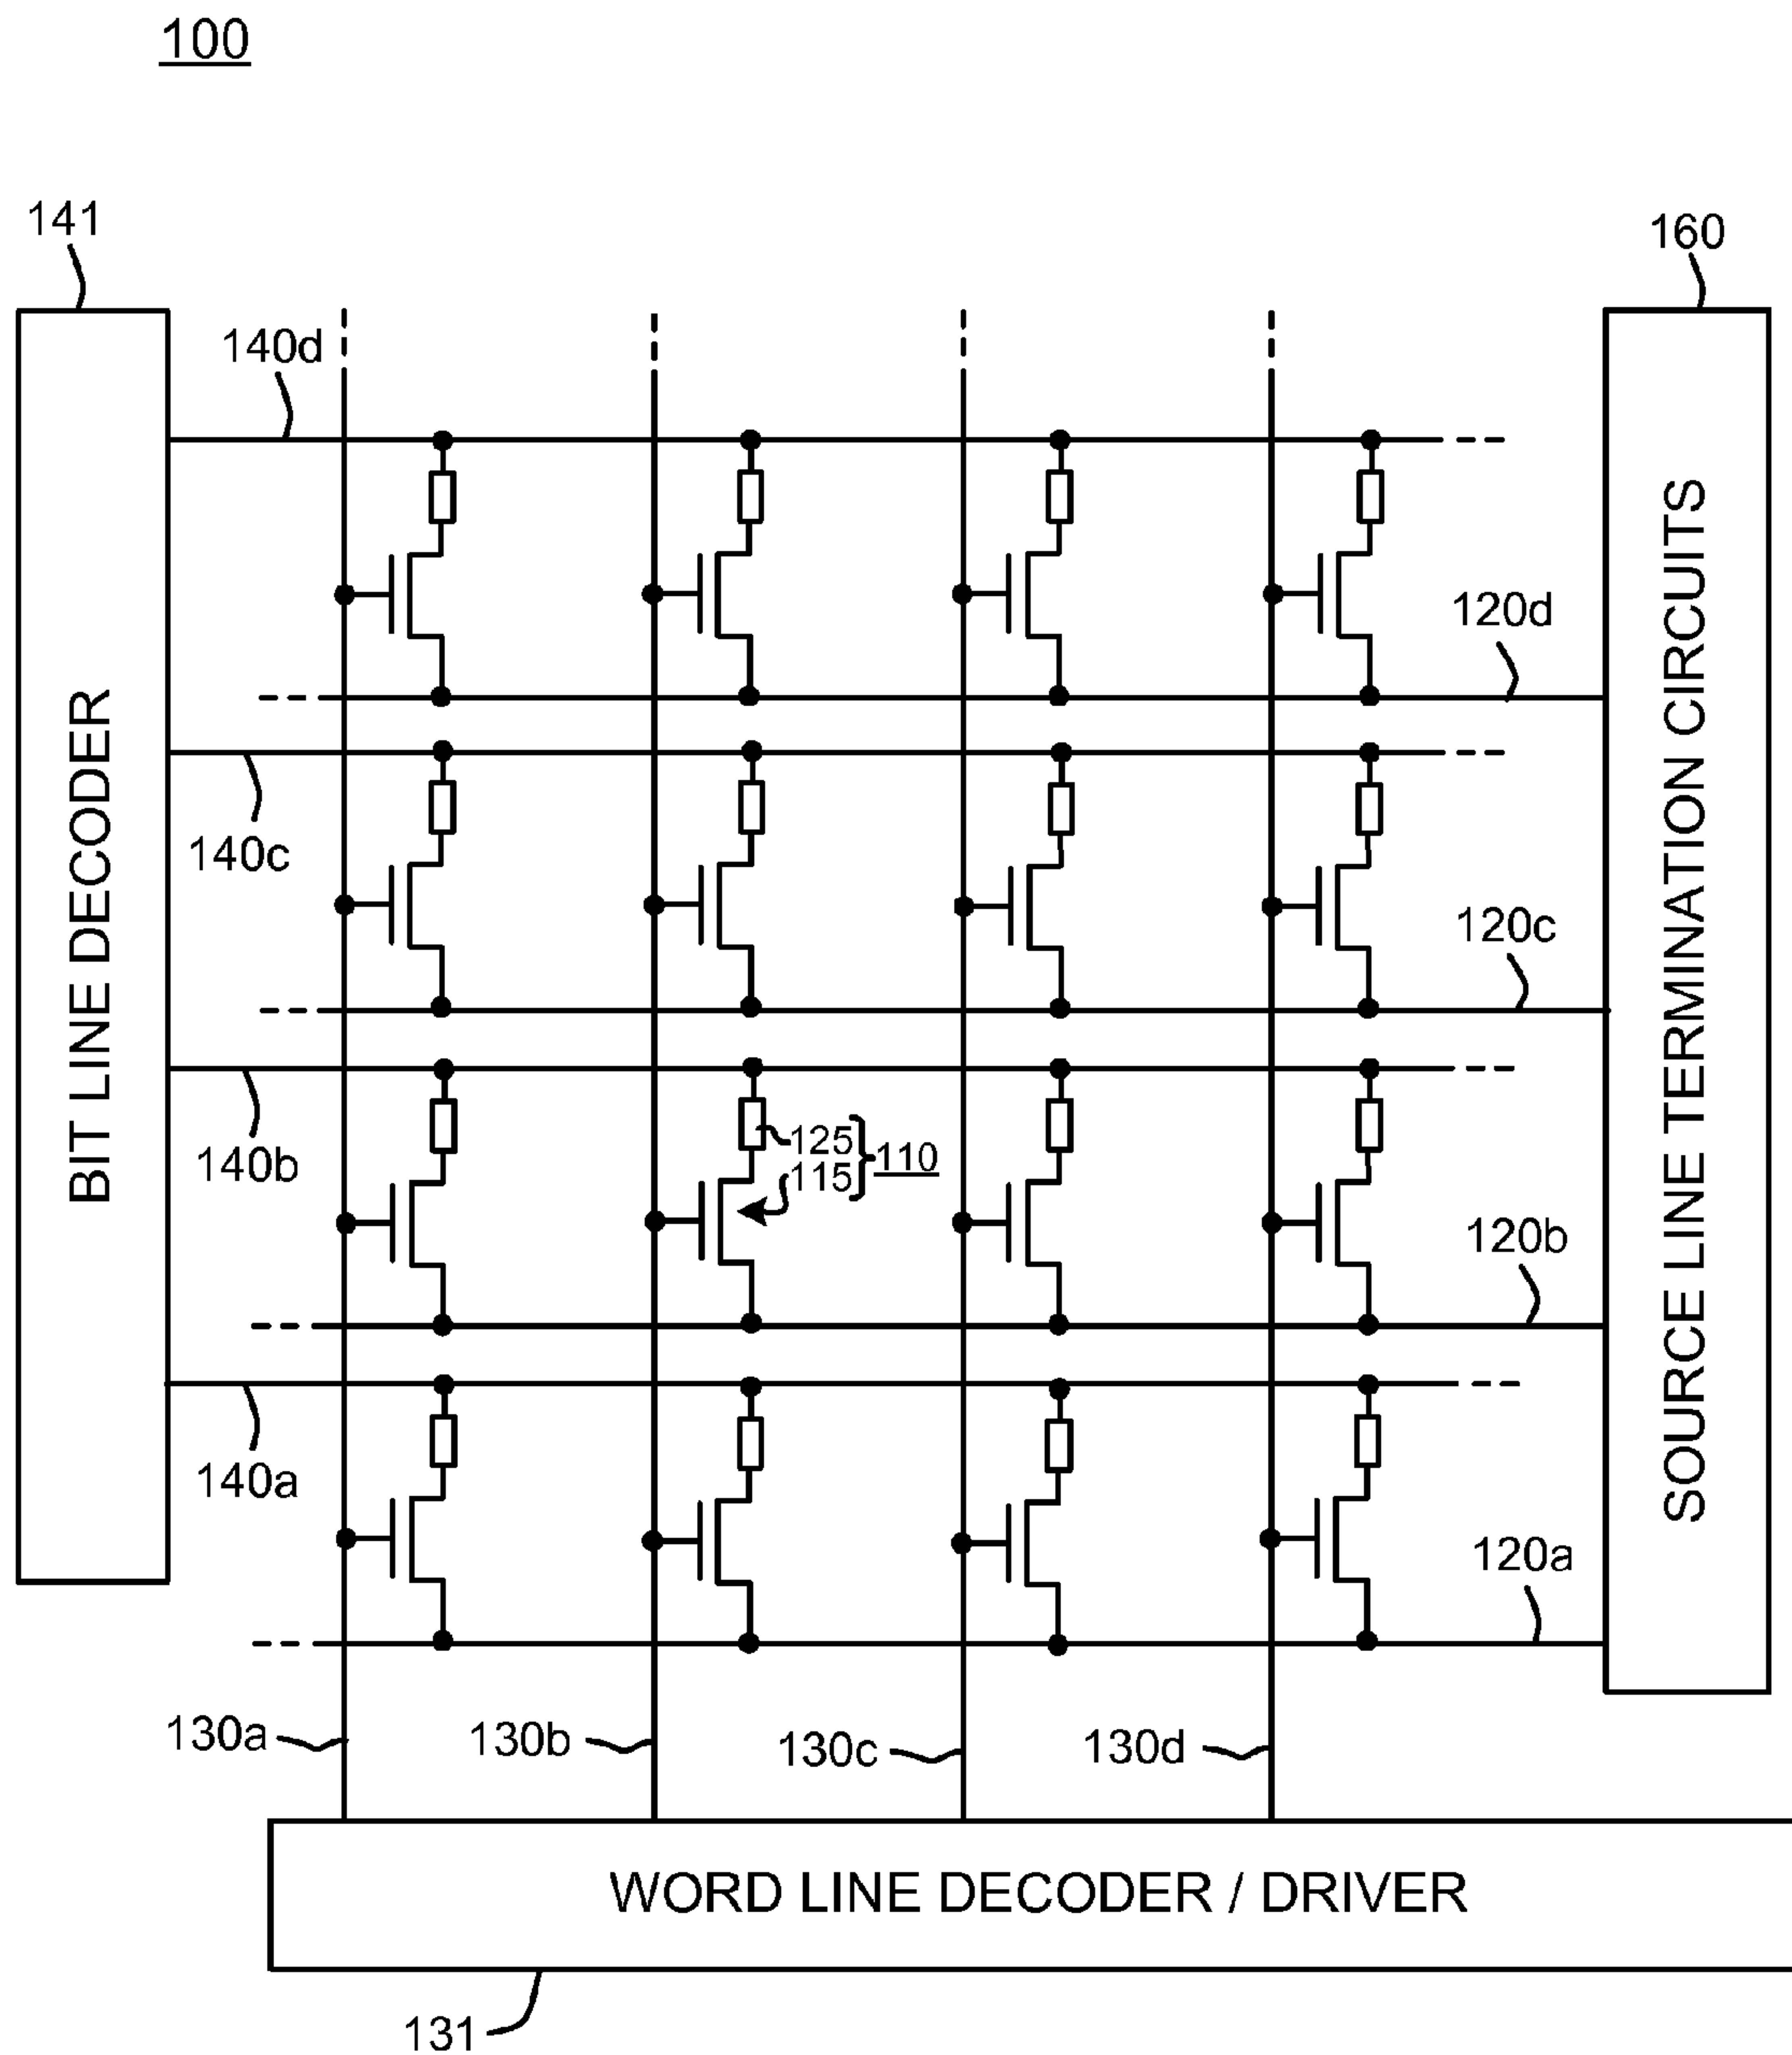 100
141
160
140d
120d
140c
120c
125
110
115
140b
120b
140a
120a
BIT LINE DECODER
SOURCE LINE TERMINATION CIRCUITS
130a
130b
130c
130d
WORD LINE DECODER / DRIVER
131